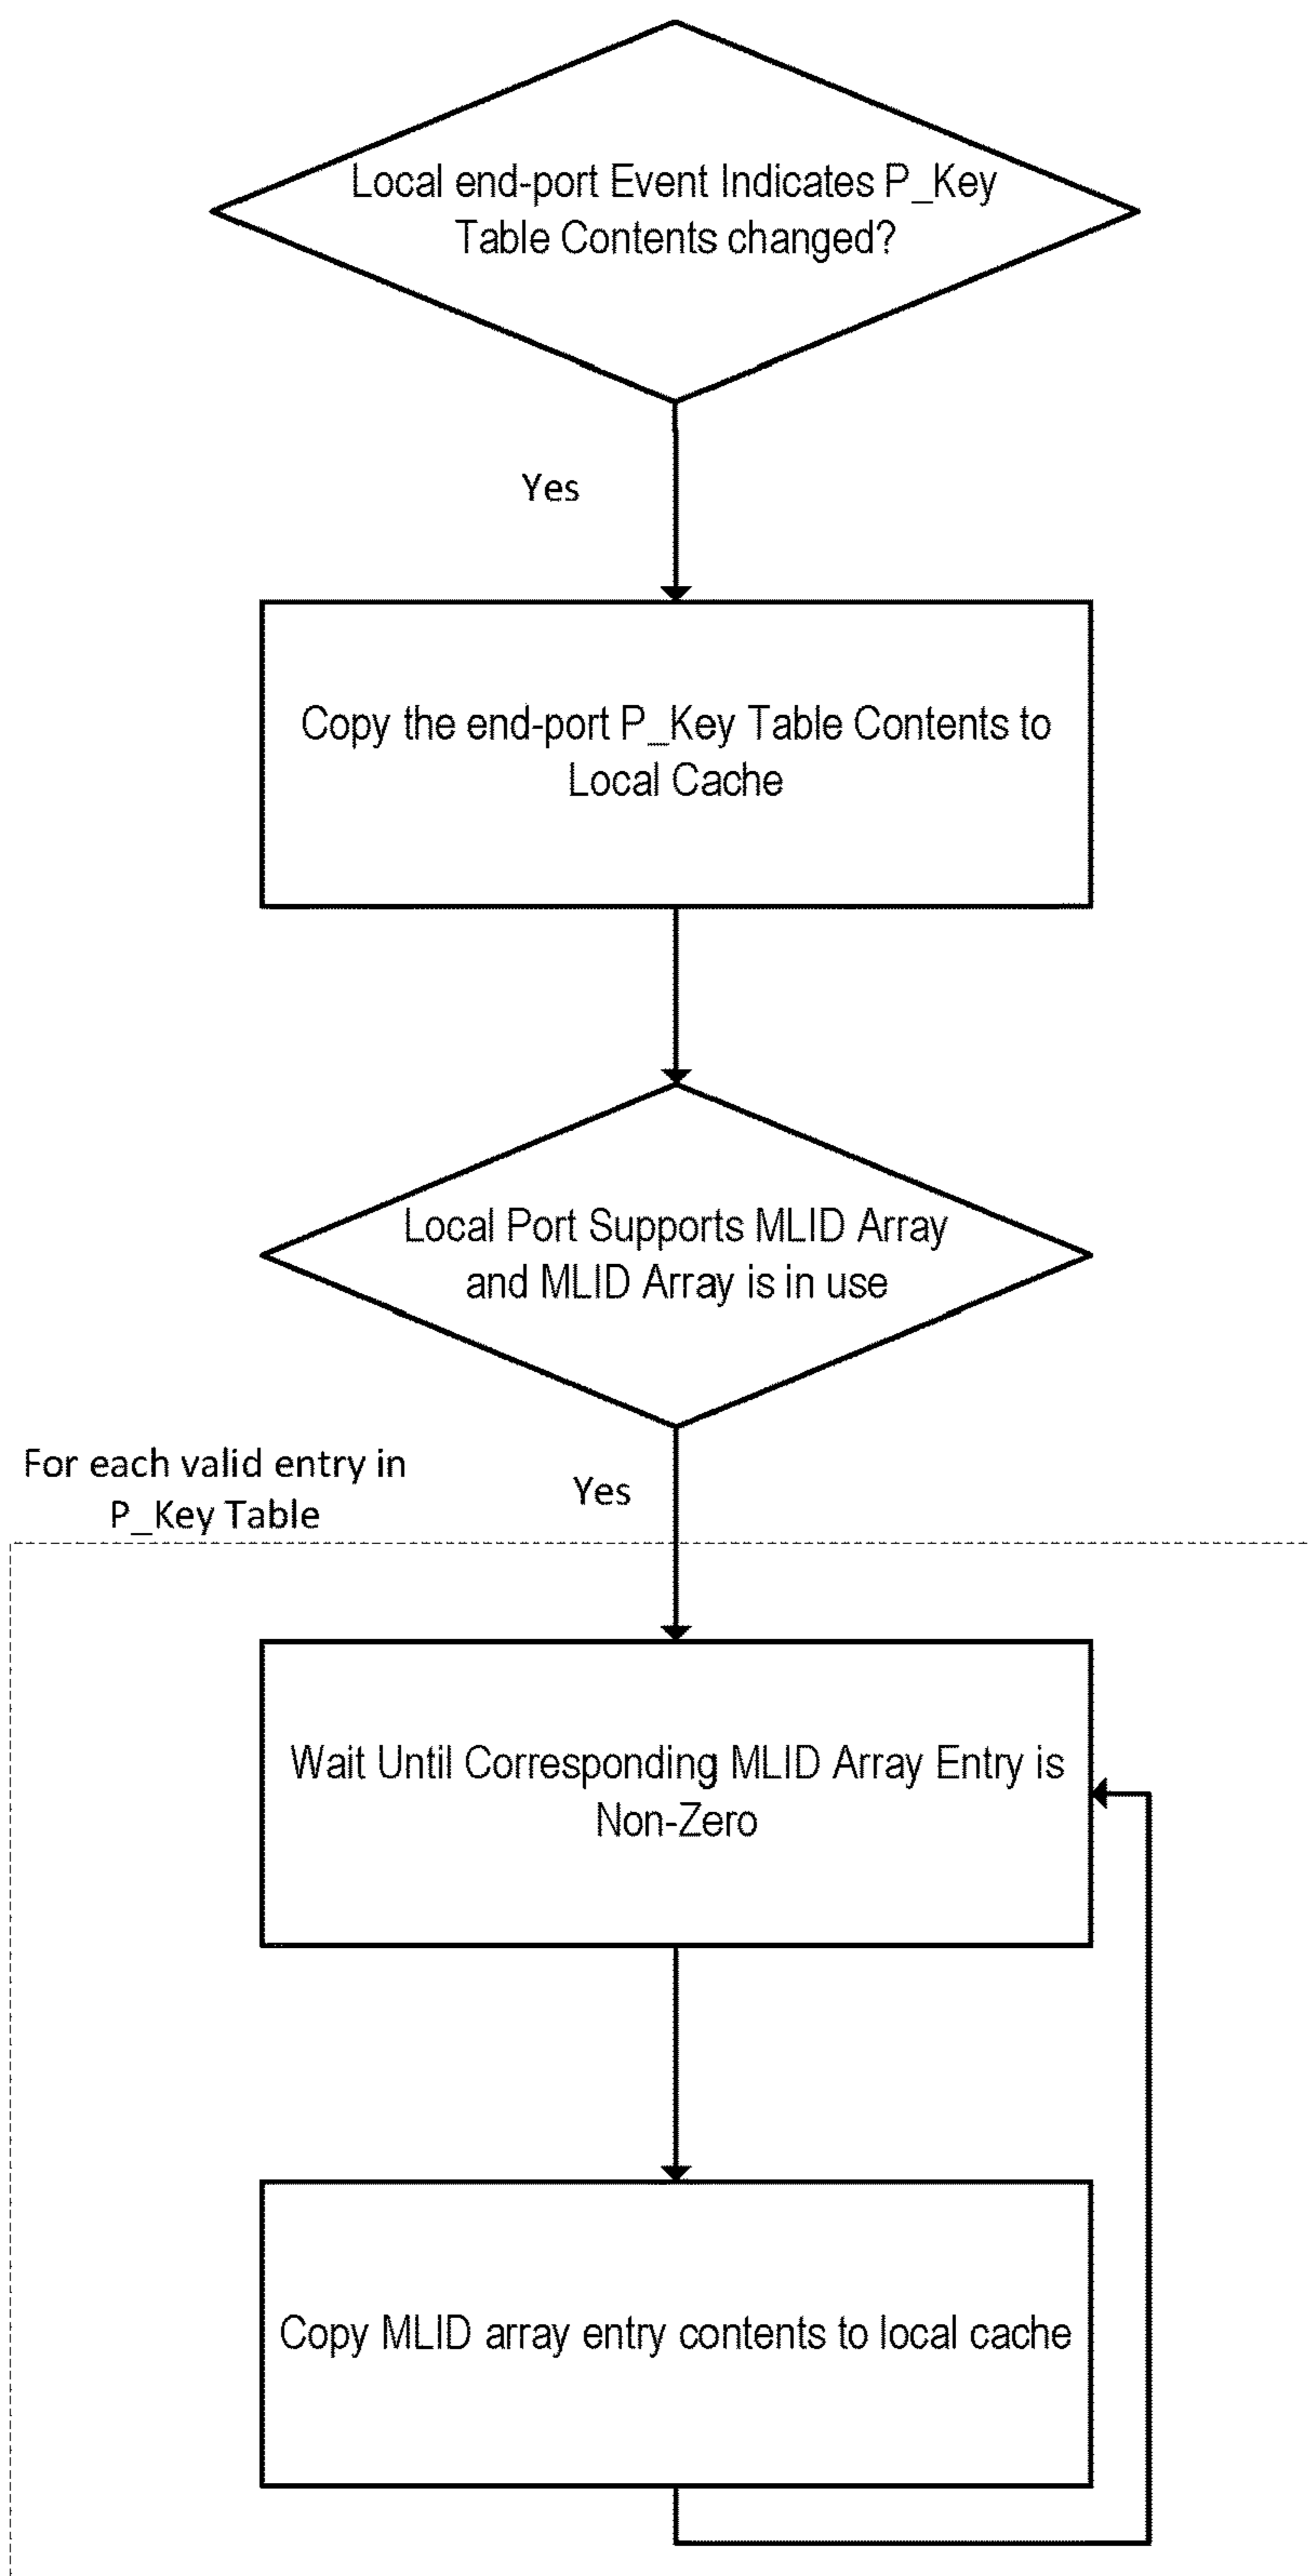 Local end-port Event Indicates P_Key
Table Contents changed?
Yes
Copy the end-port P_Key Table Contents to
Local Cache
Local Port Supports MLID Array
and MLID Array is in use
For each valid entry in
P_Key Table
Yes
Wait Until Corresponding MLID Array Entry is
Non-Zero
Copy MLID array entry contents to local cache